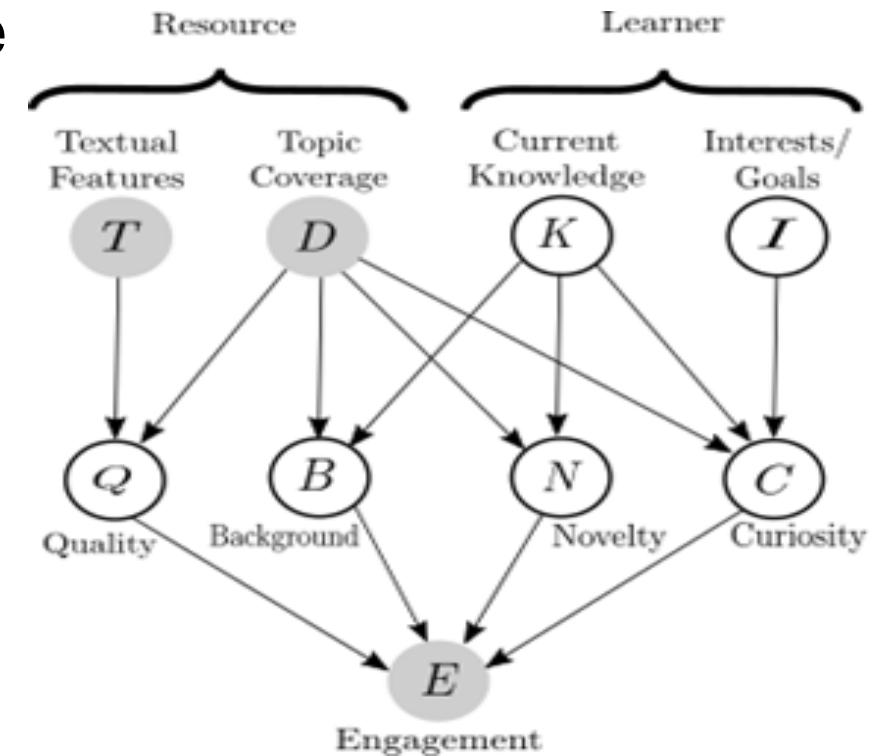 e
Resource
Learner
Textual
Features
Topic
Coverage
Current
Knowledge
Interests/
Goals
T
D
K
I
Q
B
N
C
Quality
Background
Novelty
Curiosity
E
Engagement